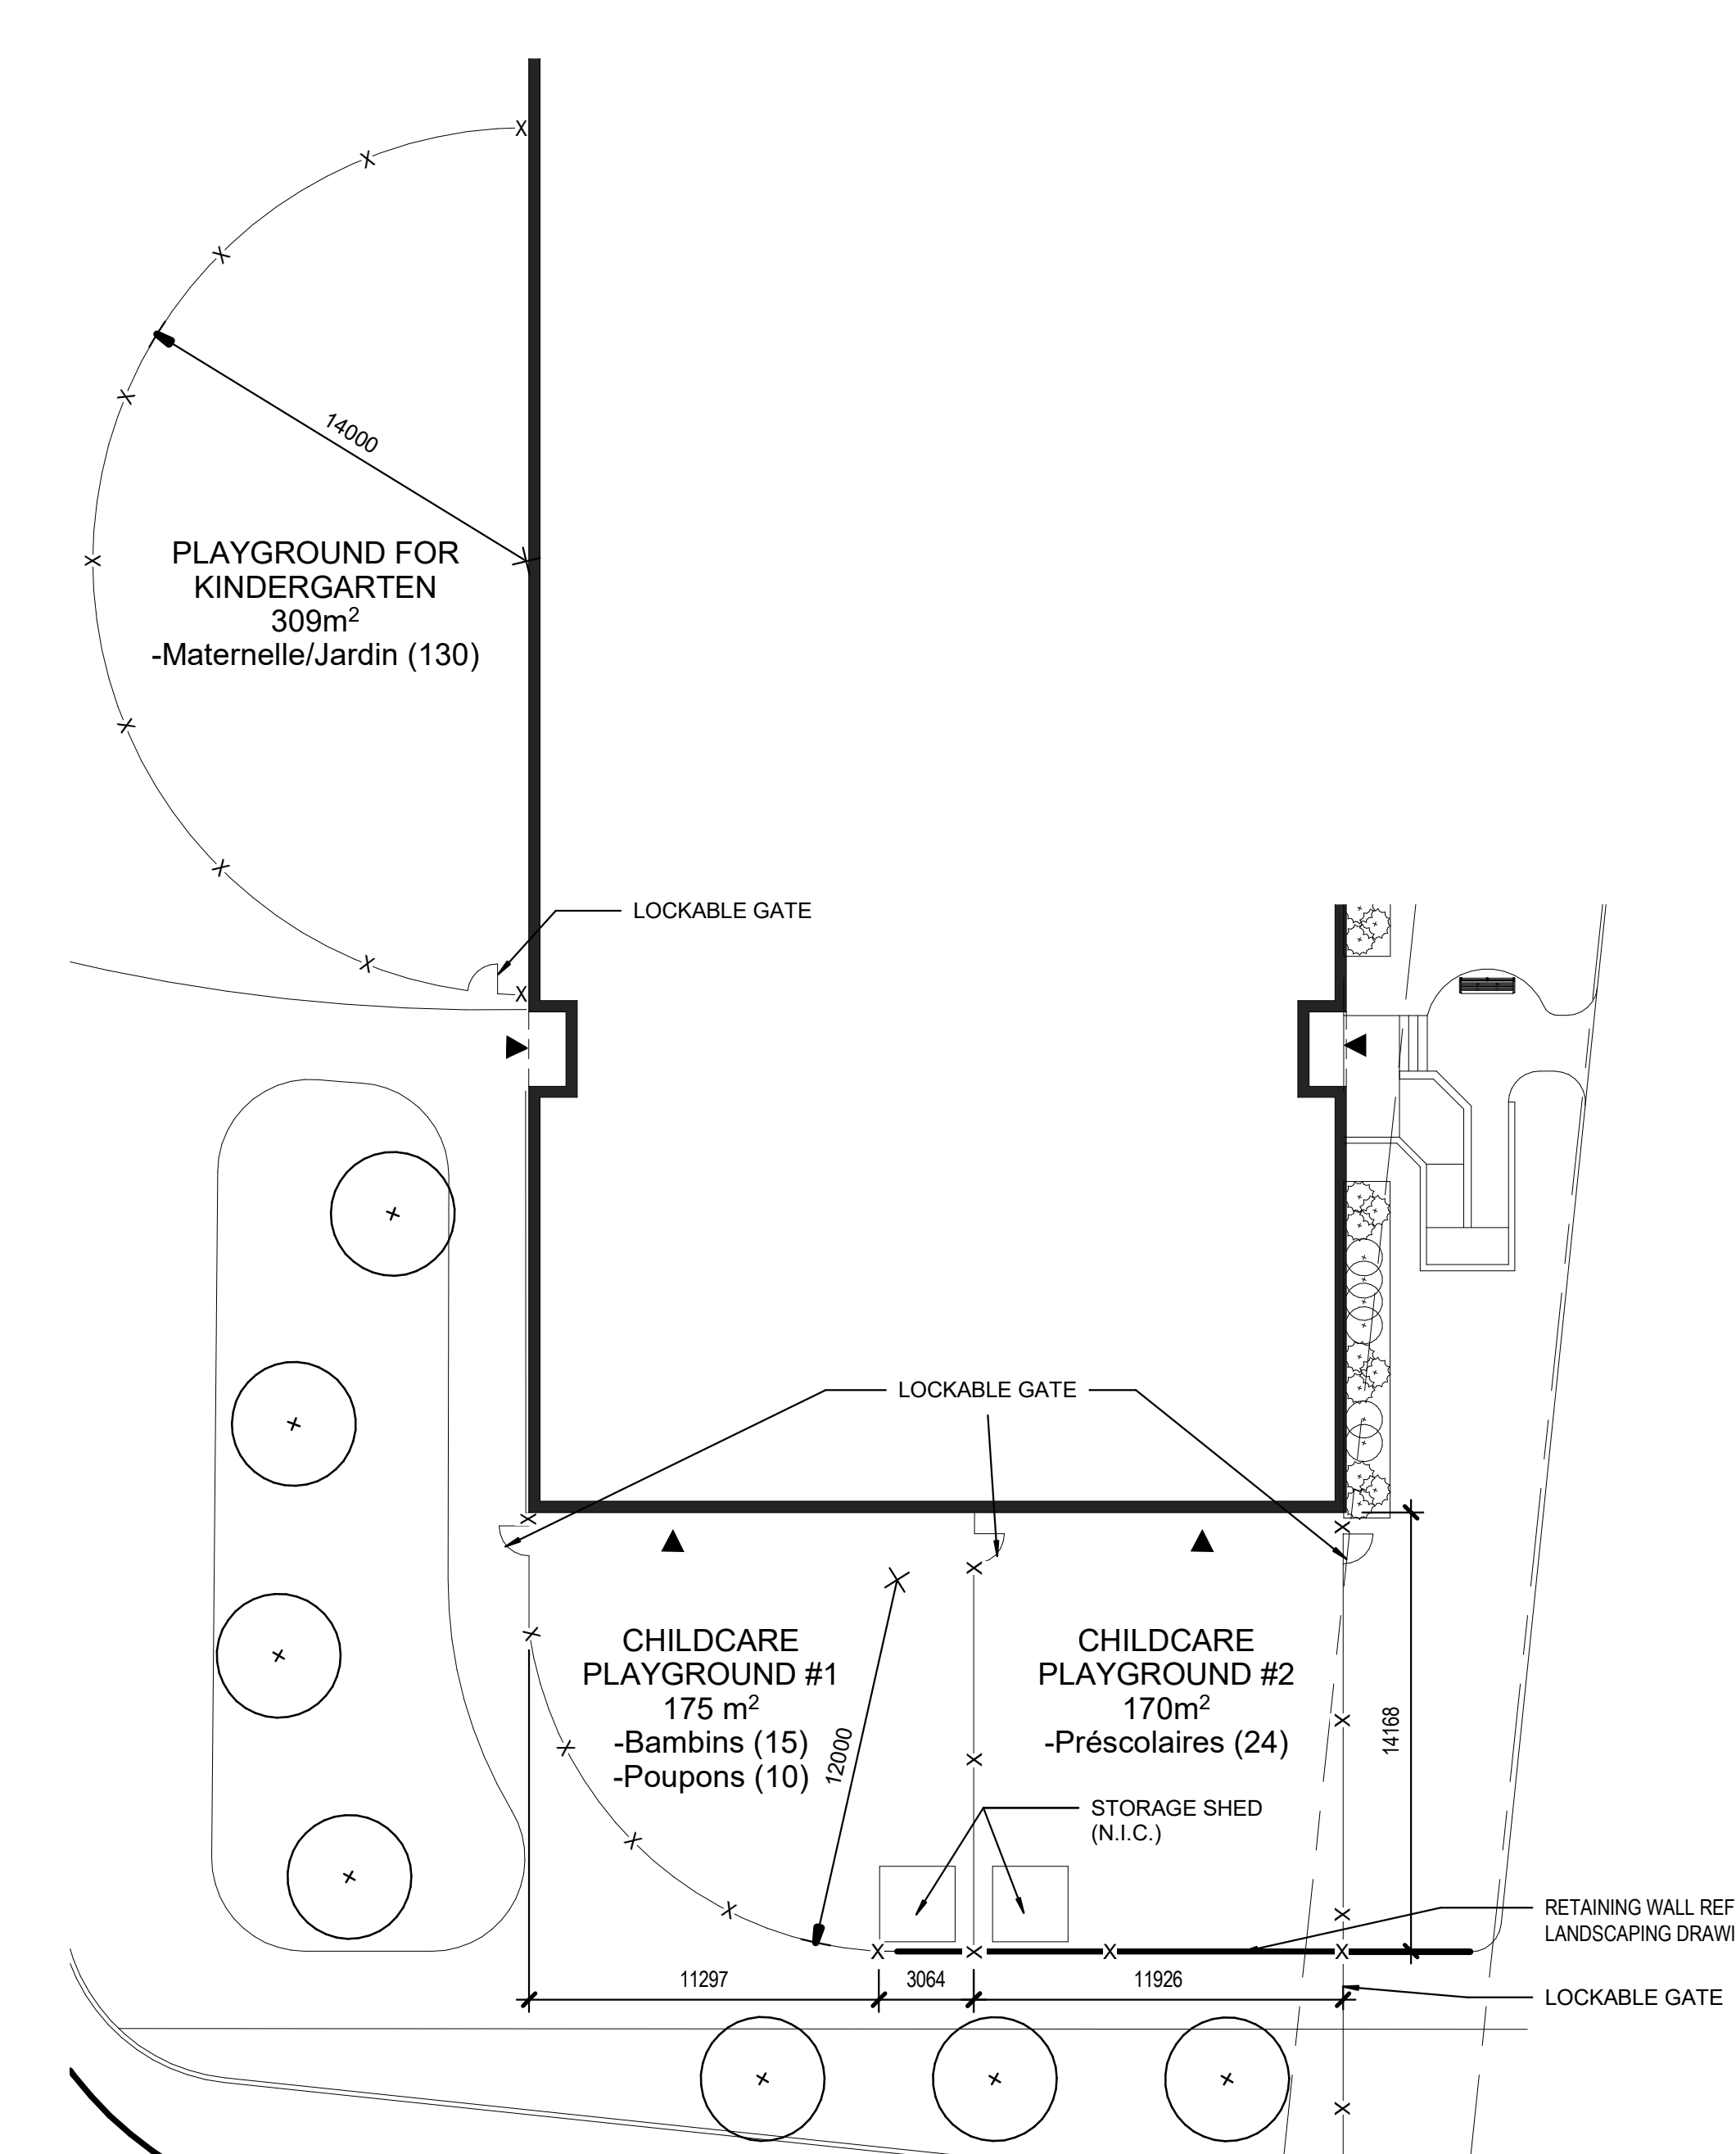 14000
PLAYGROUND FOR
KINDERGARTEN
309m²
-Maternelle/Jardin (130)
LOCKABLE GATE
LOCKABLE GATE
CHILDCARE
PLAYGROUND #1
175 m²
-Bambins (15)
-Poupons (10)
12000
CHILDCARE
PLAYGROUND #2
170m²
-Préscolaires (24)
14168
STORAGE SHED
(N.I.C.)
RETAINING WALL REF
LANDSCAPING DRAWI
11297
3064
11926
LOCKABLE GATE